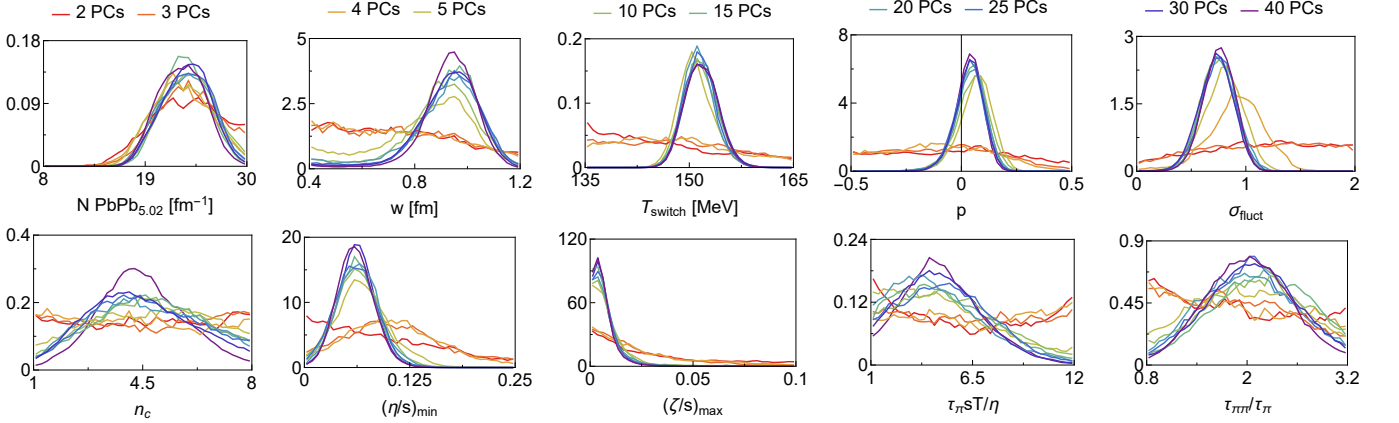 2 PCs 3 PCs 4 PCs 5 PCs 10 PCs 15 PCs 20 PCs 25 PCs 30 PCs 40 PCs
0.18 5 0.2 8 3
0.09 2.5 0.1 4 1.5
0 0 0 0 0
8 19 30 0.4 0.8 1.2 135 150 165 −0.5 0 0.5 0 1 2
N PbPb5.02 [fm−1] w [fm] Tswitch [MeV] p σfluct
0.4 20 120 0.24 0.9
0.2 10 60 0.12 0.45
0 0 0 0 0
1 4.5 8 0 0.125 0.25 0 0.05 0.1 1 6.5 12 0.8 2 3.2
nc (η/s)min (ζ/s)max τπsT/η τππ/τπ